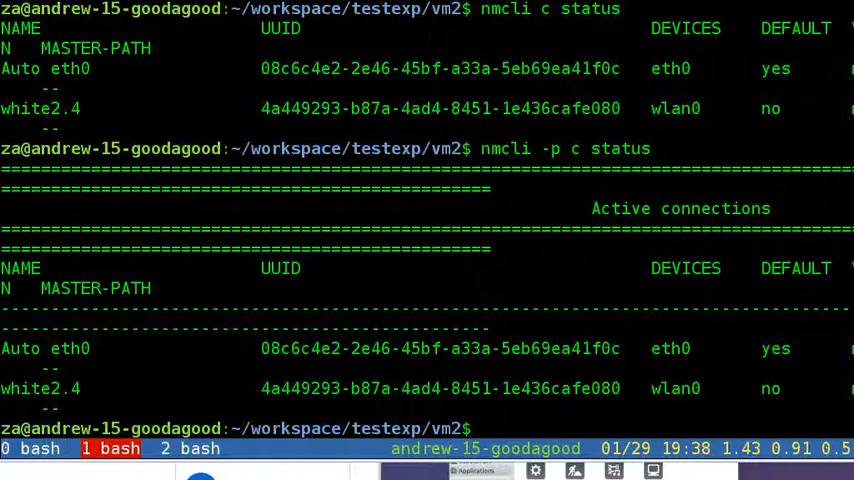 za@andrew-15-goodagood:~/workspace/testexp/vm2$ nmcli c status
NAME                      UUID                                   DEVICES    DEFAULT
N   MASTER-PATH
Auto eth0                 08c6c4e2-2e46-45bf-a33a-5eb69ea41f0c   eth0       yes
    --
white2.4                  4a449293-b87a-4ad4-8451-1e436cafe080   wlan0      no
    --
za@andrew-15-goodagood:~/workspace/testexp/vm2$ nmcli -p c status
=====================================================================================
=================================================
                                                           Active connections
=====================================================================================
=================================================
NAME                      UUID                                   DEVICES    DEFAULT  V
N   MASTER-PATH
-------------------------------------------------------------------------------------
-------------------------------------------------
Auto eth0                 08c6c4e2-2e46-45bf-a33a-5eb69ea41f0c   eth0       yes
    --
white2.4                  4a449293-b87a-4ad4-8451-1e436cafe080   wlan0      no
    --
za@andrew-15-goodagood:~/workspace/testexp/vm2$
0 bash  1 bash  2 bash                 andrew-15-goodagood  01/29 19:38 1.43 0.91 0.5
Applications